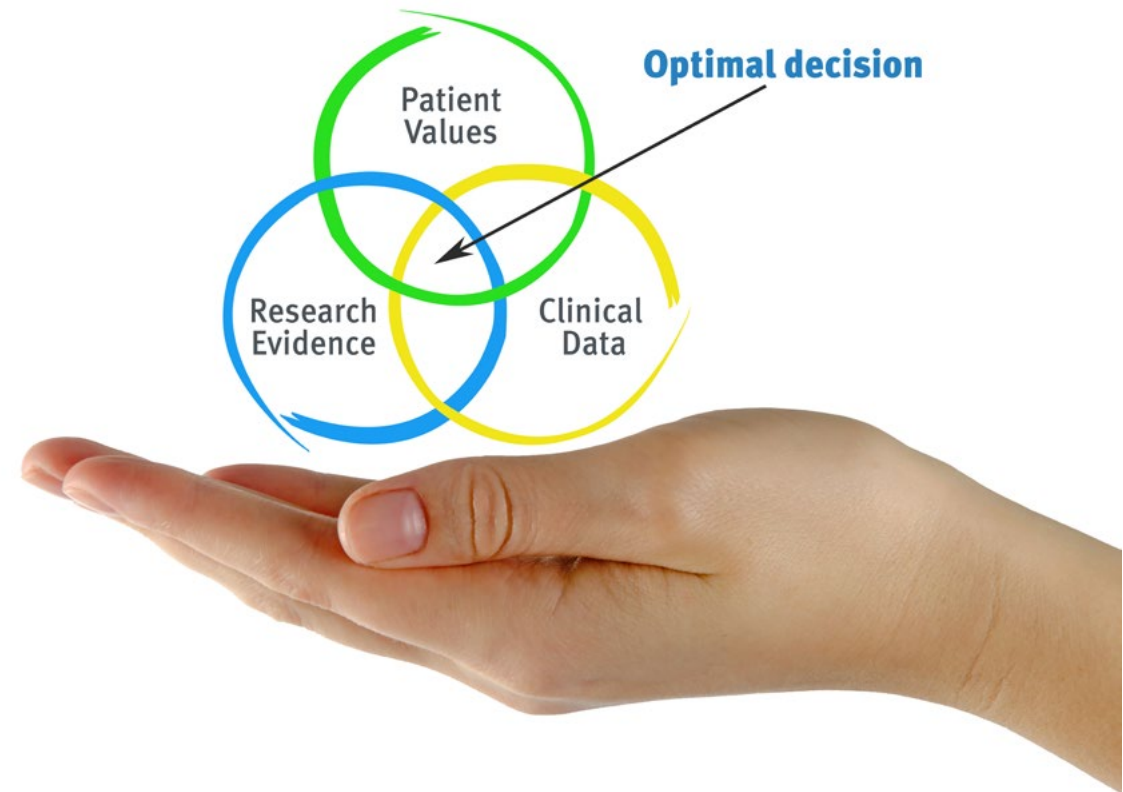 Optimal decision
Patient
Values
Research
Evidence
Clinical
Data